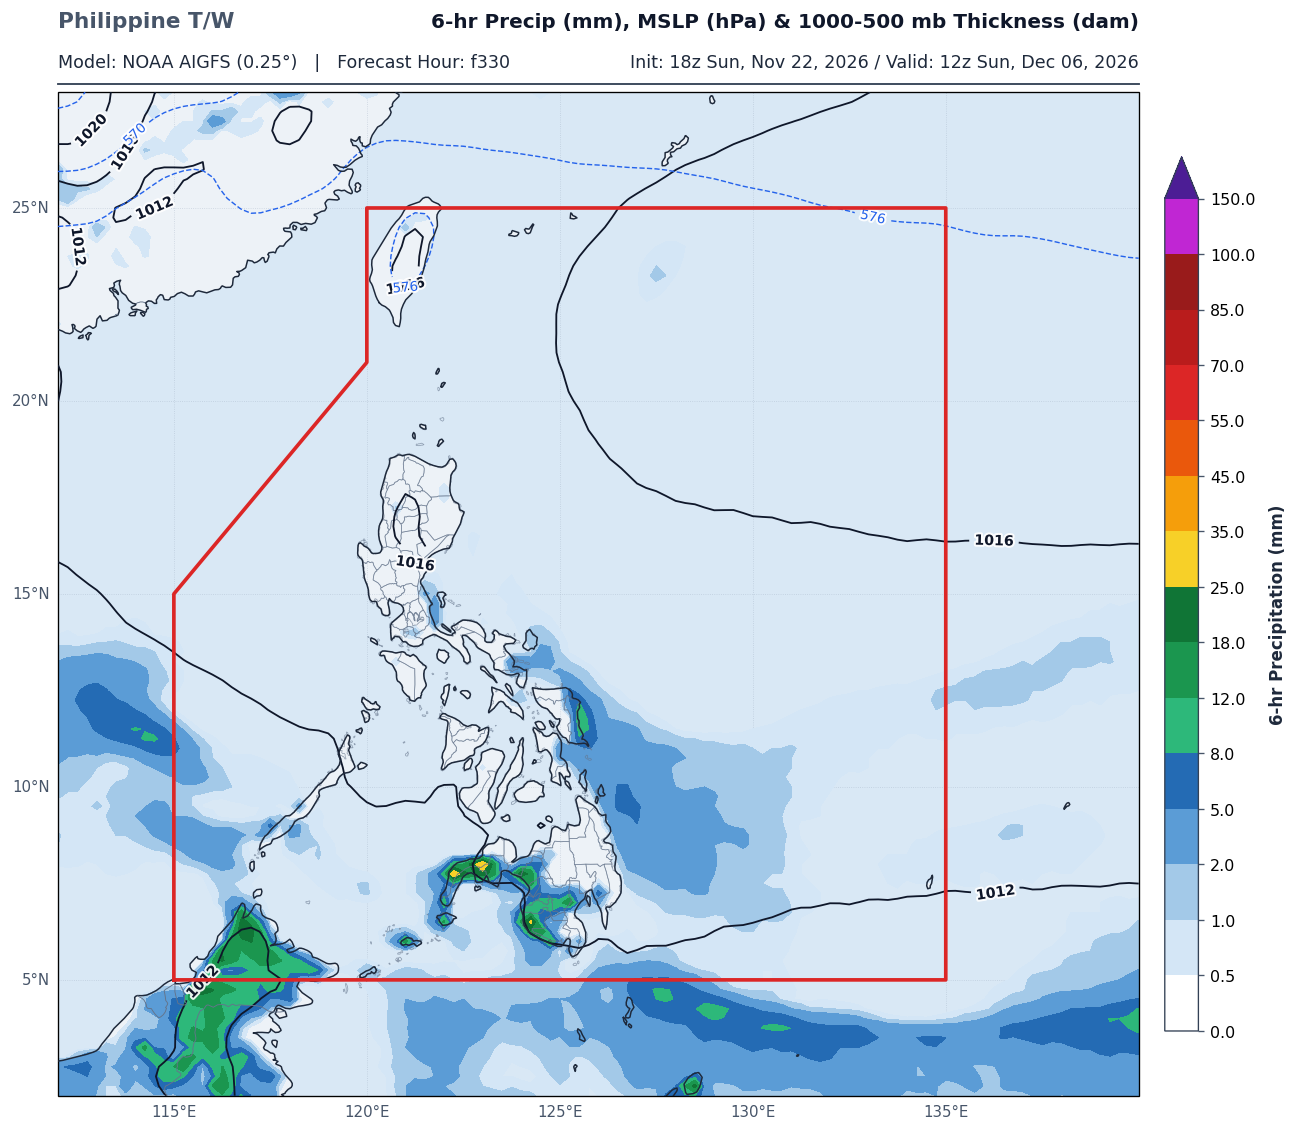 Philippine T/W
6-hr Precip (mm), MSLP (hPa) & 1000-500 mb Thickness (dam)
Model: NOAA AIGFS (0.25°) | Forecast Hour: f330
Init: 18z Sun, Nov 22, 2026 / Valid: 12z Sun, Dec 06, 2026
1020
570
1012
1012
576
25°N
576
20°N
1016
1016
15°N
10°N
1012
1012
5°N
115°E
120°E
125°E
130°E
135°E
150.0
100.0
85.0
70.0
55.0
45.0
35.0
25.0
18.0
12.0
8.0
5.0
2.0
1.0
0.5
0.0
6-hr Precipitation (mm)